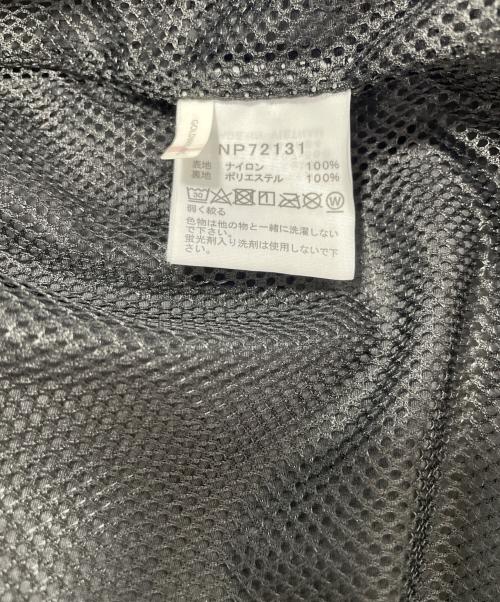 NP72131
表地 ナイロン 100%
裏地 ポリエステル 100%
30 W
弱く絞る
色物は他の物と一緒に洗濯しない
で下さい。
蛍光剤入り洗剤は使用しないで下
さい。